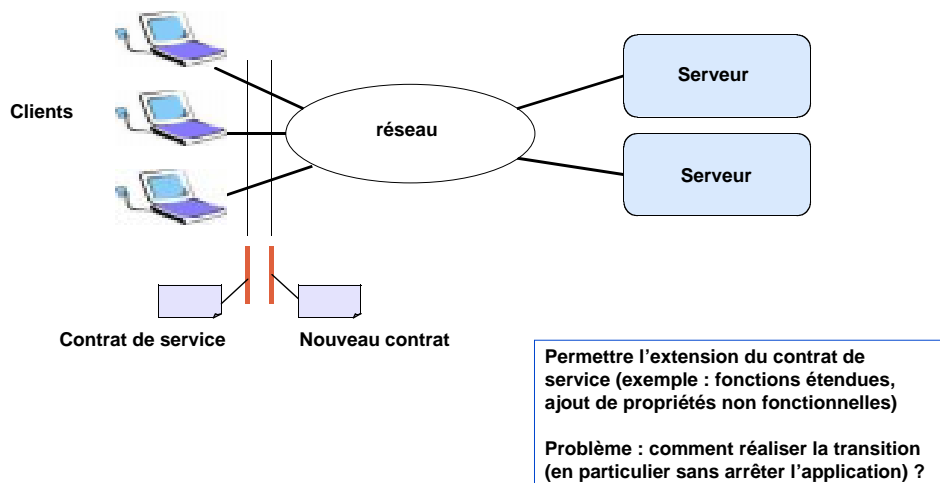 Clients
réseau
Serveur
Serveur
Contrat de service
Nouveau contrat
Permettre l’extension du contrat de
service (exemple : fonctions étendues,
ajout de propriétés non fonctionnelles)
Problème : comment réaliser la transition
(en particulier sans arrêter l’application) ?